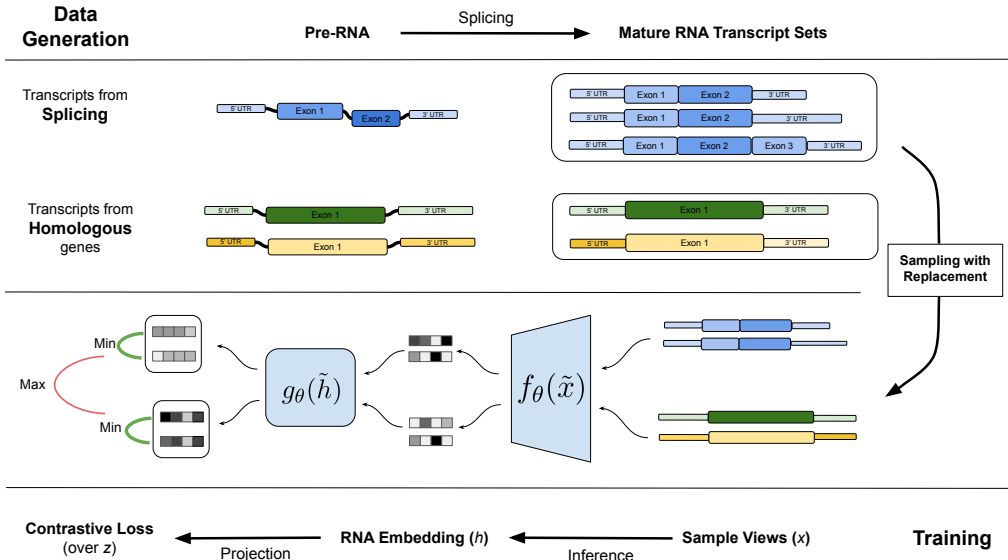 Data
Generation
Pre-RNA
Splicing
Mature RNA Transcript Sets
Transcripts from
Splicing
5' UTR
Exon 1
Exon 2
3' UTR
5' UTR
Exon 1
Exon 2
3' UTR
5' UTR
Exon 1
Exon 2
3' UTR
5' UTR
Exon 1
Exon 2
Exon 3
3' UTR
Transcripts from
Homologous
genes
5' UTR
Exon 1
3' UTR
5' UTR
Exon 1
3' UTR
5' UTR
Exon 1
3' UTR
5' UTR
Exon 1
3' UTR
Sampling with
Replacement
Min
Max
Min
g_θ(h̃)
f_θ(x̃)
Contrastive Loss
(over z)
Projection
RNA Embedding (h)
Inference
Sample Views (x)
Training